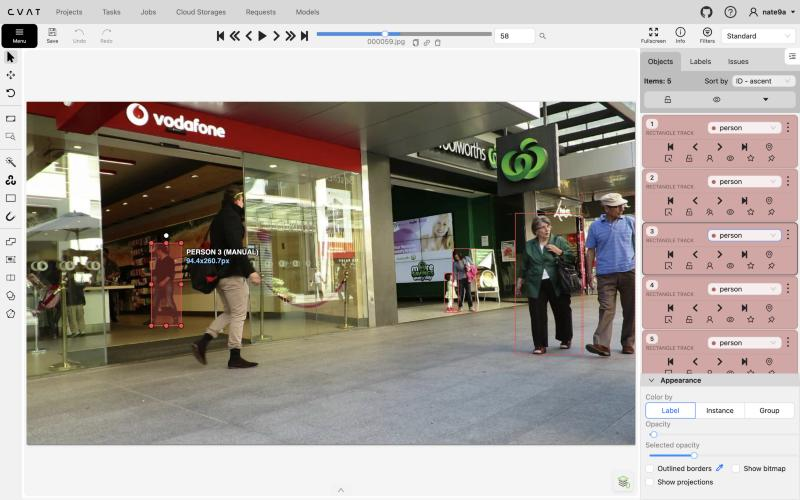 CVAT Projects Tasks Jobs Cloud Storages Requests Models nate9a
Menu Save Undo Redo 000059.jpg 58 Fullscreen Info Filters Standard
Objects Labels Issues
Items: 5 Sort by ID - ascent
1 person
RECTANGLE TRACK
2 person
RECTANGLE TRACK
3 person
RECTANGLE TRACK
4 person
RECTANGLE TRACK
5 person
RECTANGLE TRACK
Appearance
Color by
Label Instance Group
Opacity
Selected opacity
Outlined borders Show bitmap
Show projections
vodafone
oolworths
PERSON 3 (MANUAL)
94.4x260.7px
more